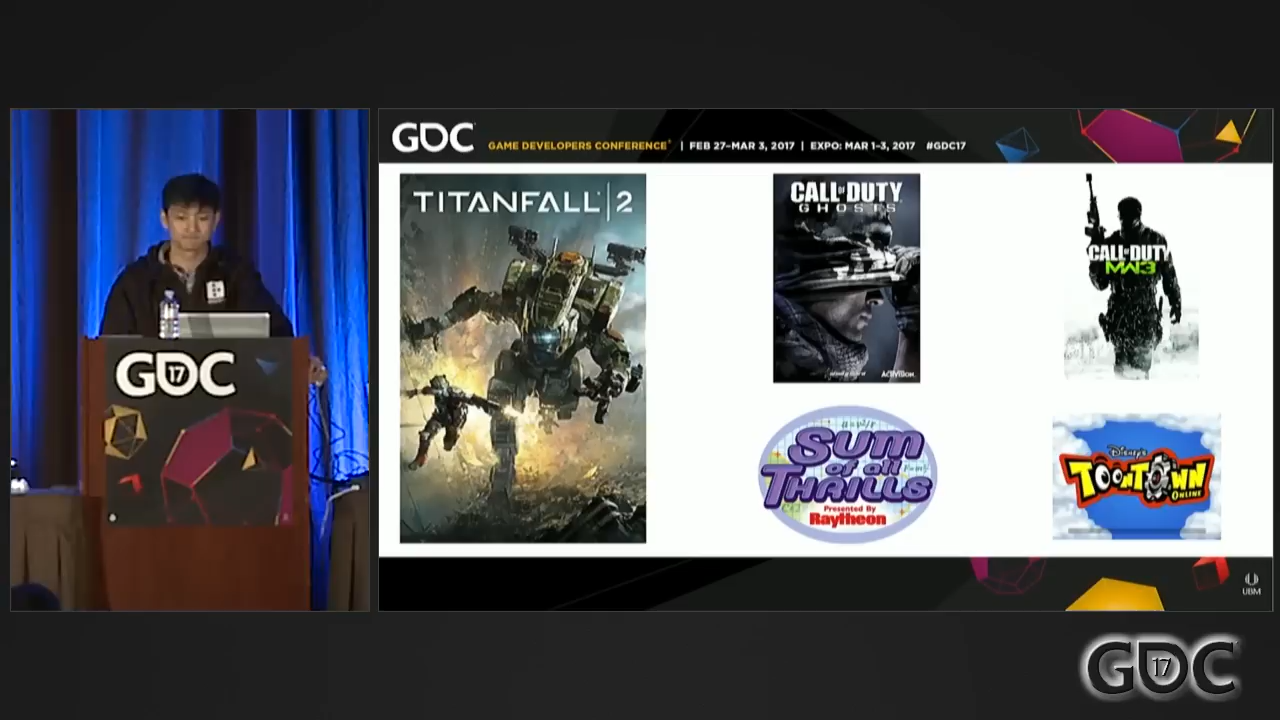 GDC
GAME DEVELOPERS CONFERENCE® | FEB 27–MAR 3, 2017 | EXPO: MAR 1–3, 2017 #GDC17
TITANFALL 2
CALL OF DUTY
GHOSTS
ACTIVISION
CALL OF DUTY
MW3
SUM
of all
THRILLS
Presented By
Raytheon
DISNEY'S
TOONTOWN
ONLINE
GDC
17
UBM
GDC
17